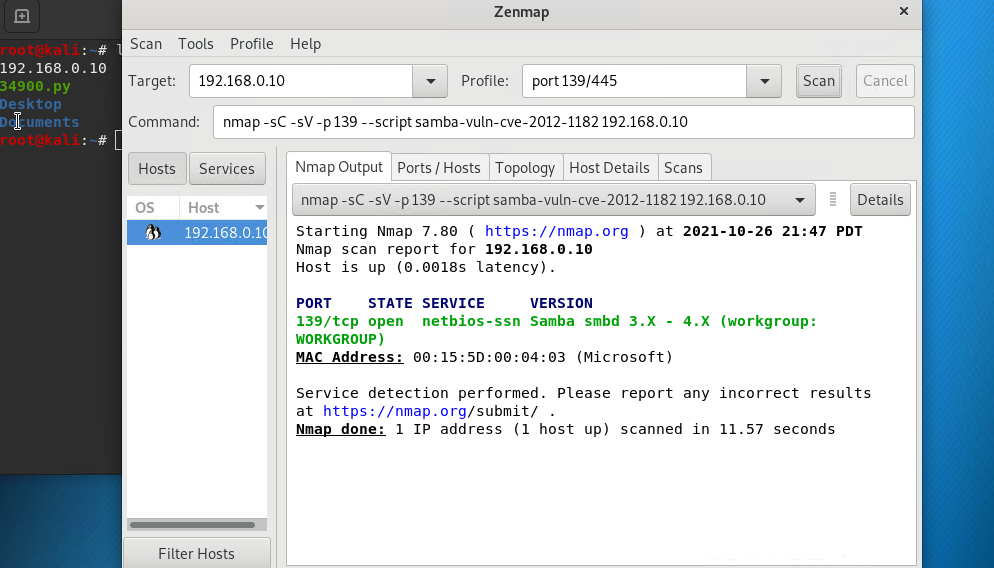 Zenmap
×
root@kali:~# l
192.168.0.10
34900.py
Desktop
Documents
root@kali:~#
Scan Tools Profile Help
Target: 192.168.0.10 Profile: port 139/445 Scan Cancel
Command: nmap -sC -sV -p 139 --script samba-vuln-cve-2012-1182 192.168.0.10
Hosts Services
OS Host
192.168.0.10
Filter Hosts
Nmap Output Ports / Hosts Topology Host Details Scans
nmap -sC -sV -p 139 --script samba-vuln-cve-2012-1182 192.168.0.10 Details
Starting Nmap 7.80 ( https://nmap.org ) at 2021-10-26 21:47 PDT
Nmap scan report for 192.168.0.10
Host is up (0.0018s latency).
PORT STATE SERVICE VERSION
139/tcp open netbios-ssn Samba smbd 3.X - 4.X (workgroup:
WORKGROUP)
MAC Address: 00:15:5D:00:04:03 (Microsoft)
Service detection performed. Please report any incorrect results
at https://nmap.org/submit/ .
Nmap done: 1 IP address (1 host up) scanned in 11.57 seconds